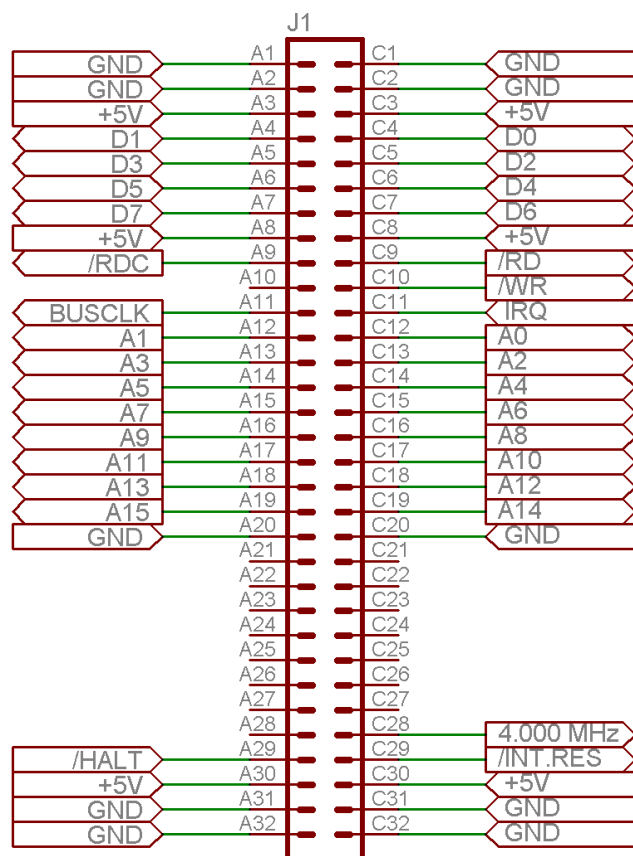 J1
GND A1 C1 GND
GND A2 C2 GND
+5V A3 C3 +5V
D1 A4 C4 D0
D3 A5 C5 D2
D5 A6 C6 D4
D7 A7 C7 D6
+5V A8 C8 +5V
/RDC A9 C9 /RD
A10 C10 /WR
BUSCLK A11 C11 IRQ
A1 A12 C12 A0
A3 A13 C13 A2
A5 A14 C14 A4
A7 A15 C15 A6
A9 A16 C16 A8
A11 A17 C17 A10
A13 A18 C18 A12
A15 A19 C19 A14
GND A20 C20 GND
A21 C21
A22 C22
A23 C23
A24 C24
A25 C25
A26 C26
A27 C27
A28 C28 4.000 MHz
/HALT A29 C29 /INT.RES
+5V A30 C30 +5V
GND A31 C31 GND
GND A32 C32 GND